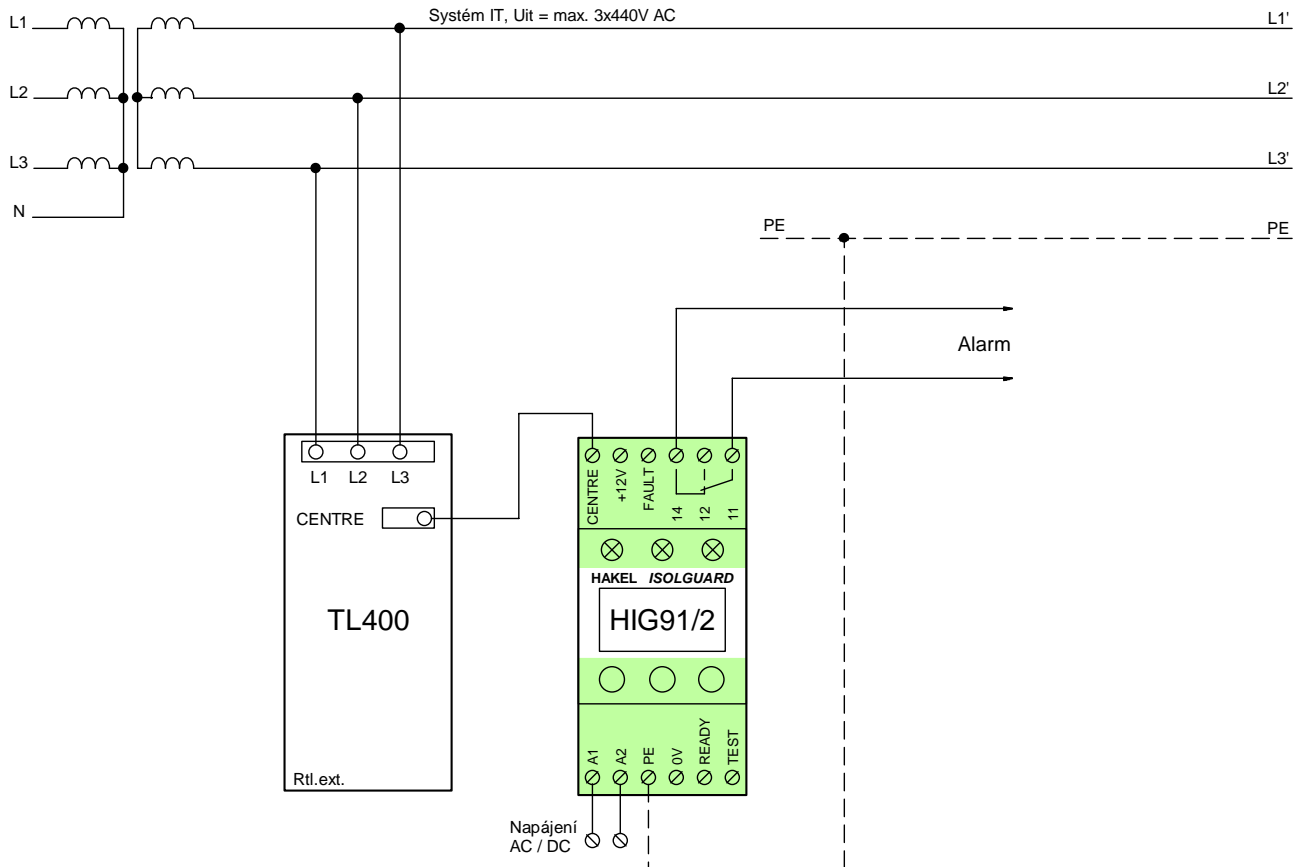 Systém IT, Uit = max. 3x440V AC
L1
L1'
L2
L2'
L3
L3'
N
PE
PE
Alarm
L1 L2 L3
CENTRE
TL400
Rtl.ext.
CENTRE
+12V
FAULT
14
12
11
HAKEL ISOLGUARD
HIG91/2
A1
A2
PE
0V
READY
TEST
Napájení
AC / DC